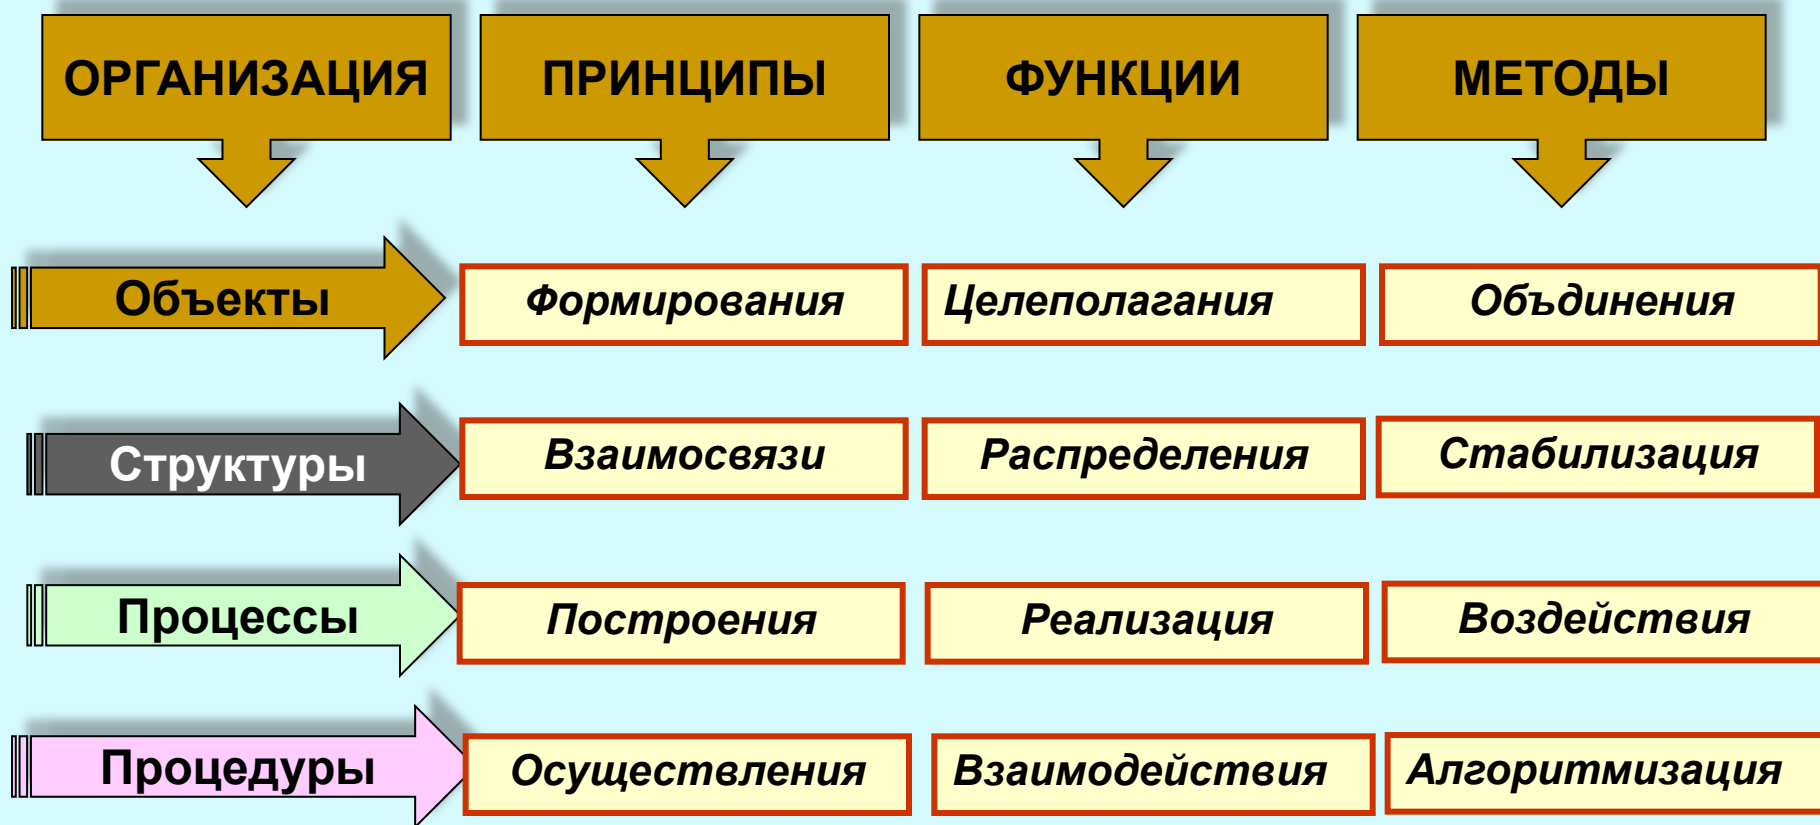 ОРГАНИЗАЦИЯ ПРИНЦИПЫ ФУНКЦИИ МЕТОДЫ
Объекты Формирования Целеполагания Объдинения
Структуры Взаимосвязи Распределения Стабилизация
Процессы Построения Реализация Воздействия
Процедуры Осуществления Взаимодействия Алгоритмизация